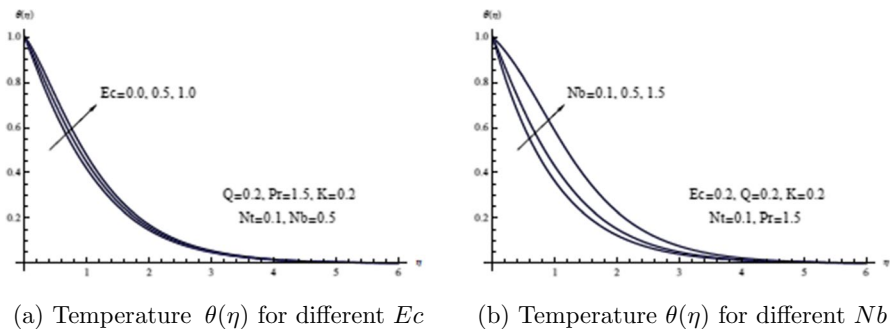 θ(η)
1.0
0.8
0.6
0.4
0.2
1 2 3 4 5 6 η
Ec=0.0, 0.5, 1.0
Q=0.2, Pr=1.5, K=0.2
Nt=0.1, Nb=0.5
(a) Temperature θ(η) for different Ec
θ(η)
1.0
0.8
0.6
0.4
0.2
1 2 3 4 5 6 η
Nb=0.1, 0.5, 1.5
Ec=0.2, Q=0.2, K=0.2
Nt=0.1, Pr=1.5
(b) Temperature θ(η) for different Nb